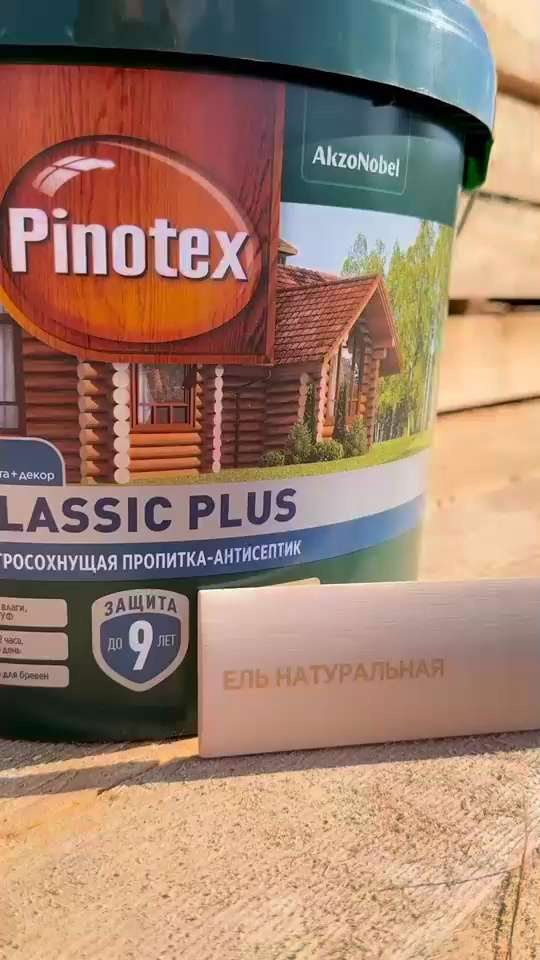 AkzoNobel
Pinotex
та+декор
LASSIC PLUS
ТРОСОХНУЩАЯ ПРОПИТКА-АНТИСЕПТИК
влаги,
УФ
ЗАЩИТА
ДО 9 ЛЕТ
часа,
день
для бревен
ЕЛЬ НАТУРАЛЬНАЯ